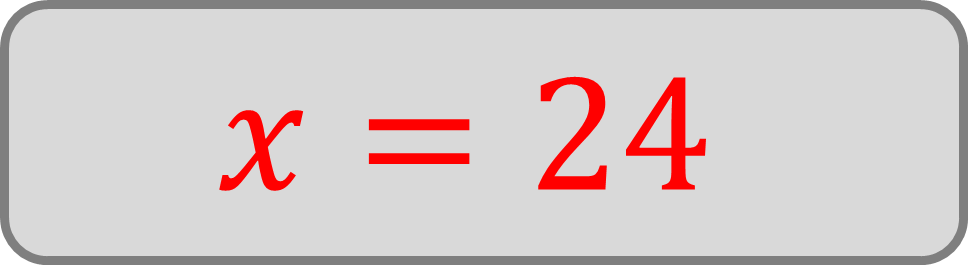 x = 24